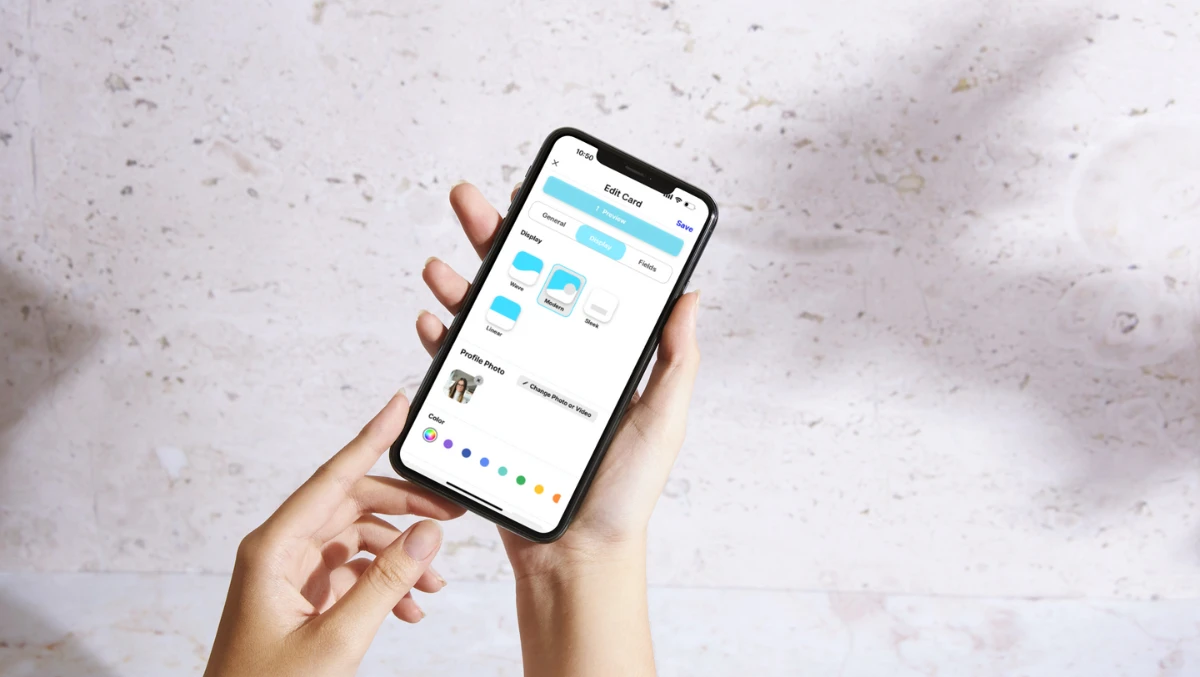 10:50
Edit Card
Save
Preview
General
Display
Fields
Display
Wave
Modern
Sleek
Linear
Profile Photo
Change Photo or Video
Color